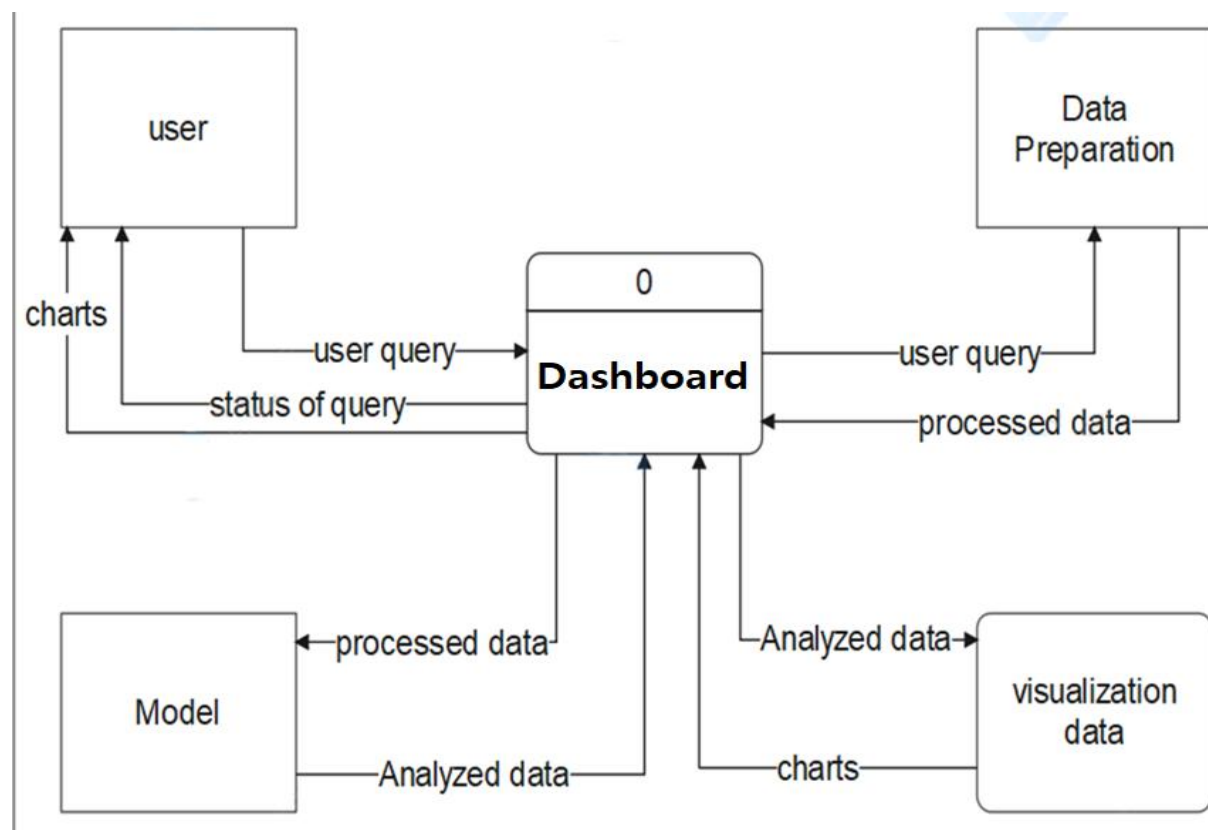 user
Data
Preparation
0
Dashboard
charts
user query
status of query
user query
processed data
processed data
Analyzed data
Model
Analyzed data
charts
visualization
data